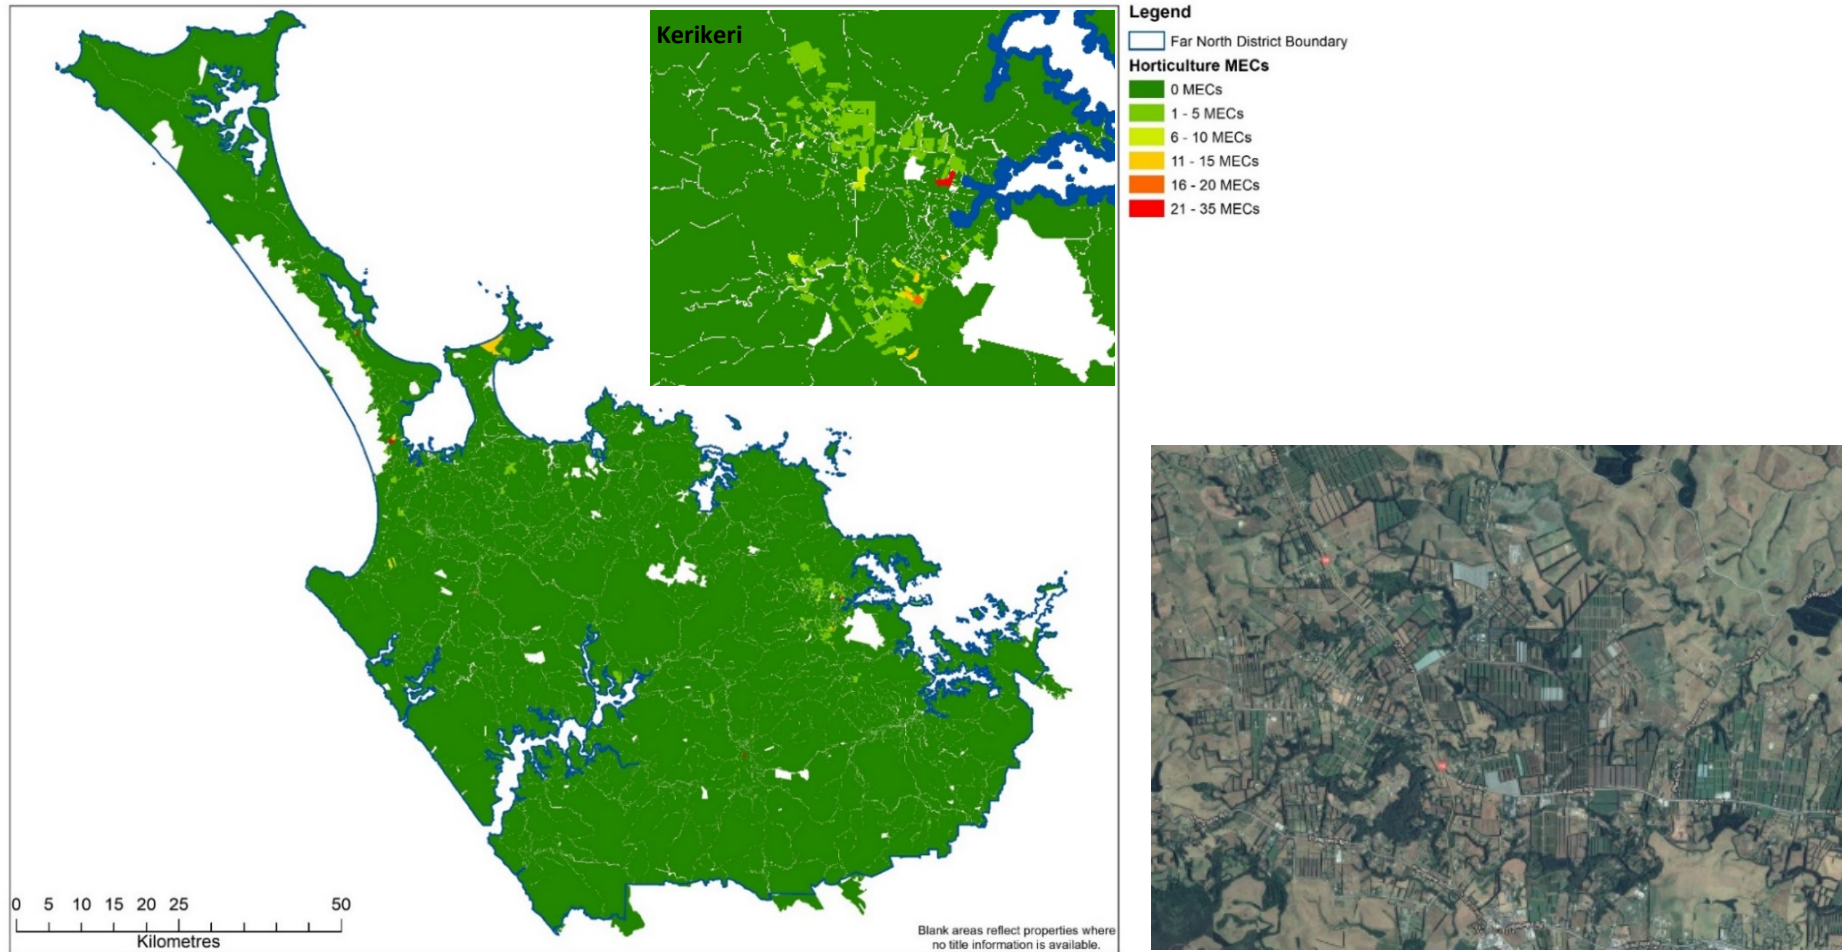 Kerikeri
Legend
Far North District Boundary
Horticulture MECs
0 MECs
1 - 5 MECs
6 - 10 MECs
11 - 15 MECs
16 - 20 MECs
21 - 35 MECs
0 5 10 15 20 25 50
Kilometres
Blank areas reflect properties where
no title information is available.